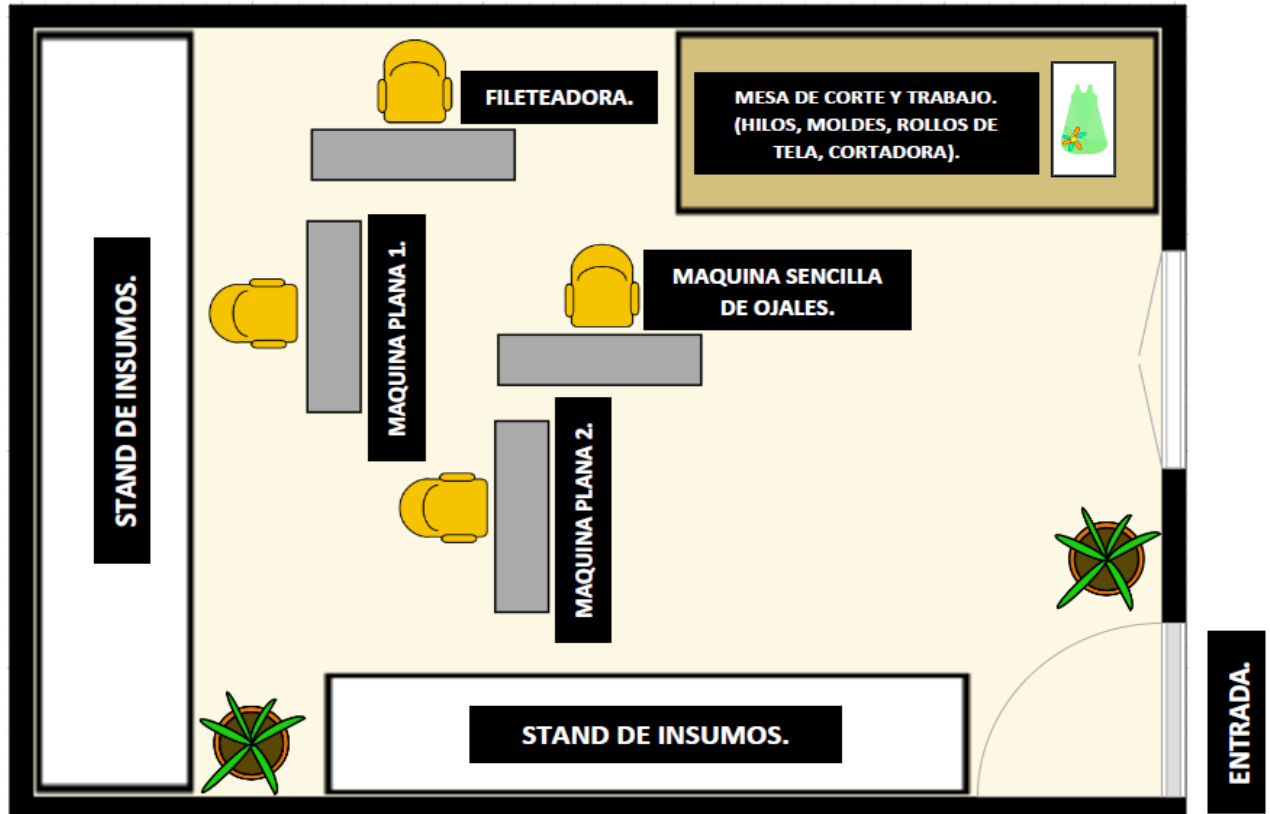 FILETEADORA.
MESA DE CORTE Y TRABAJO.
(HILOS, MOLDES, ROLLOS DE
TELA, CORTADORA).
STAND DE INSUMOS.
MAQUINA PLANA 1.
MAQUINA SENCILLA
DE OJALES.
MAQUINA PLANA 2.
STAND DE INSUMOS.
ENTRADA.